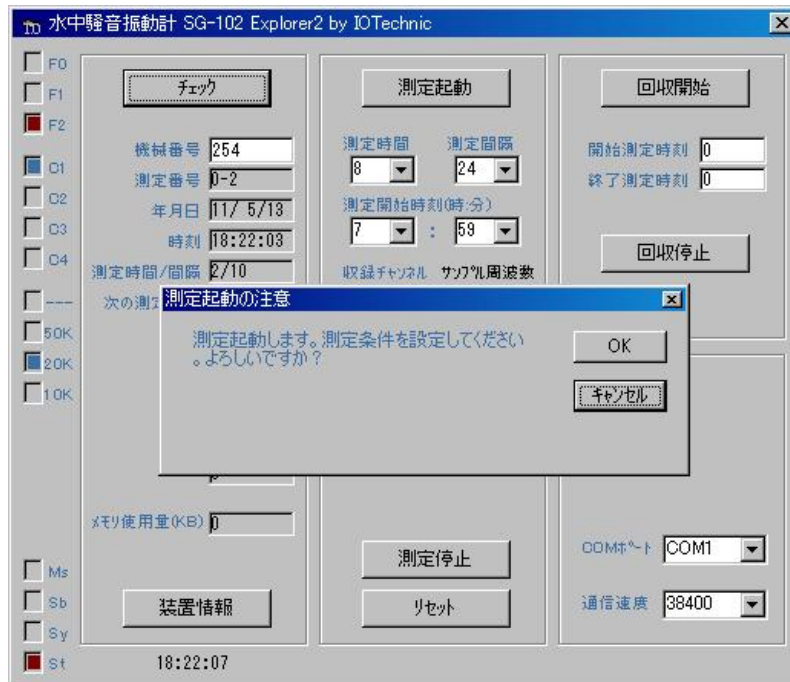 水中騒音振動計 SG-102 Explorer2 by IOTechnic
F0
F1
F2
C1
C2
C3
C4
---
50K
20K
10K
Ms
Sb
Sy
St
チェック
機械番号 254
測定番号 0-2
年月日 11/ 5/13
時刻 18:22:03
測定時間/間隔 2/10
次の測
メモリ使用量(KB) 0
装置情報
18:22:07
測定起動
測定時間 測定間隔
8 24
測定開始時刻(時:分)
7 : 59
収録チャンネル サンプル周波数
測定停止
リセット
回収開始
開始測定時刻 0
終了測定時刻 0
回収停止
COMポート COM1
通信速度 38400
測定起動の注意
測定起動します。測定条件を設定してください
。よろしいですか?
OK
キャンセル